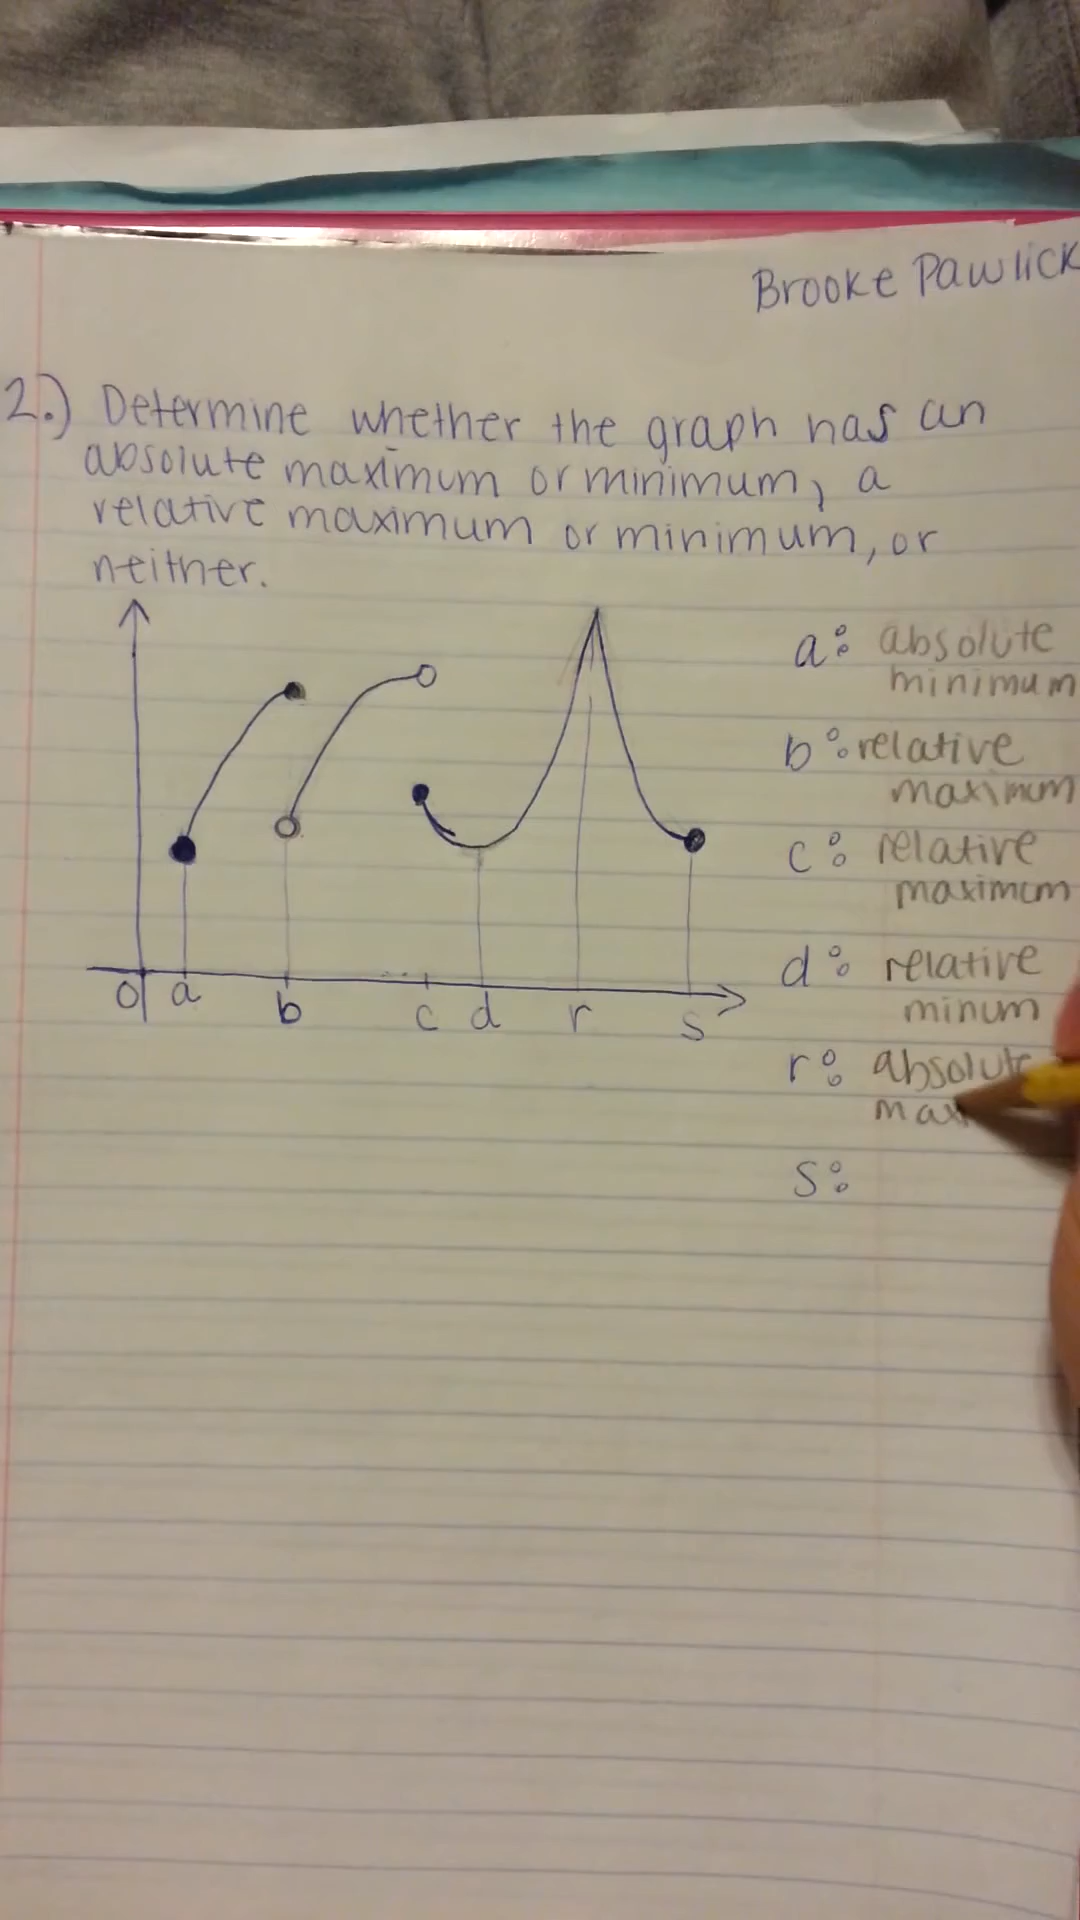 Brooke Pawlick
2.) Determine whether the graph has an
absolute maximum or minimum, a
relative maximum or minimum, or
neither.
a: absolute
minimum
b: relative
maximum
c: relative
maximum
d: relative
minum
r: absolute
max
s:
0 a b c d r s